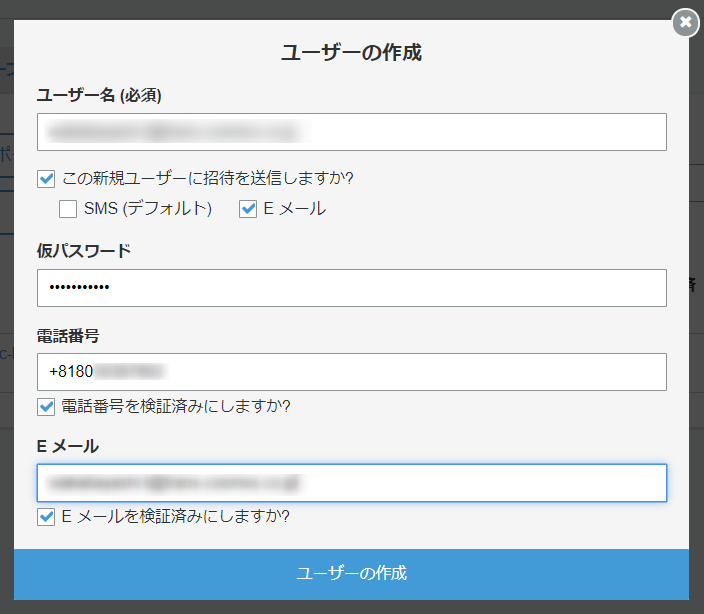 ユーザーの作成
ユーザー名 (必須)
この新規ユーザーに招待を送信しますか?
SMS (デフォルト) E メール
仮パスワード
•••••••••••
電話番号
+8180
電話番号を検証済みにしますか?
E メール
E メールを検証済みにしますか?
ユーザーの作成